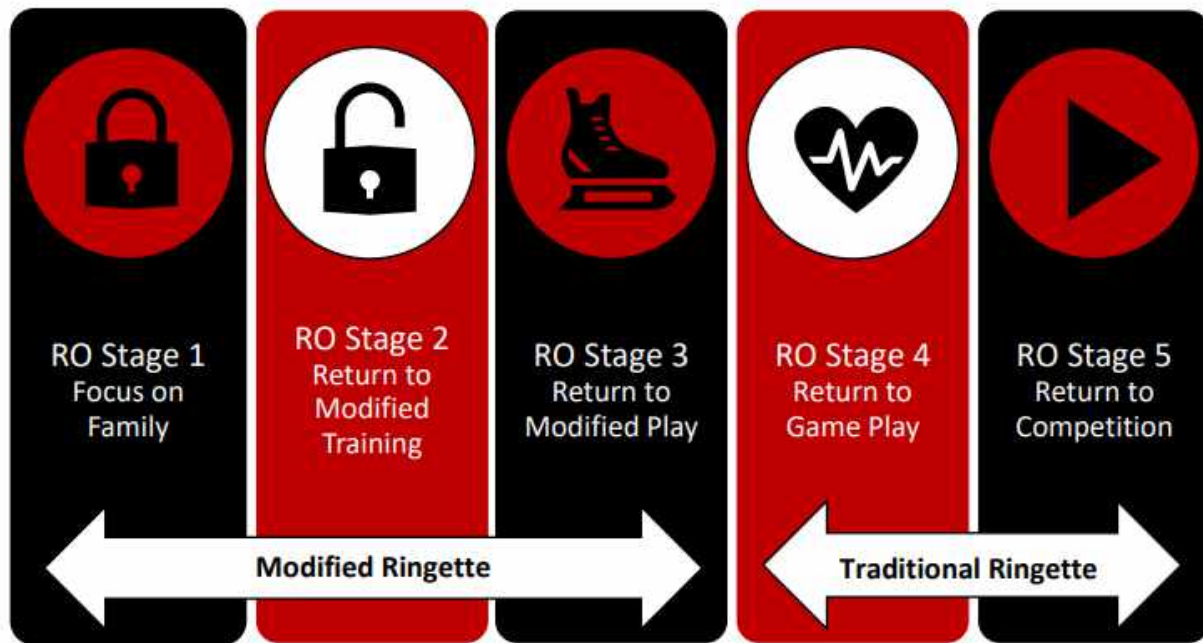 RO Stage 1
Focus on
Family
RO Stage 2
Return to
Modified
Training
RO Stage 3
Return to
Modified Play
RO Stage 4
Return to
Game Play
RO Stage 5
Return to
Competition
Modified Ringette
Traditional Ringette